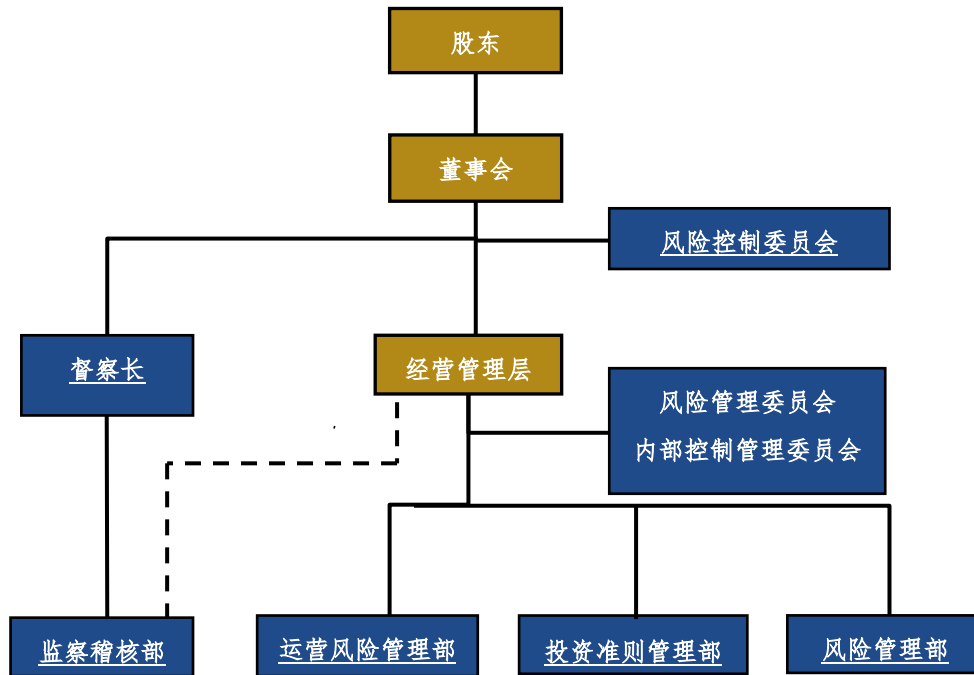 股东
董事会
风险控制委员会
督察长
经营管理层
风险管理委员会
内部控制管理委员会
监察稽核部
运营风险管理部
投资准则管理部
风险管理部